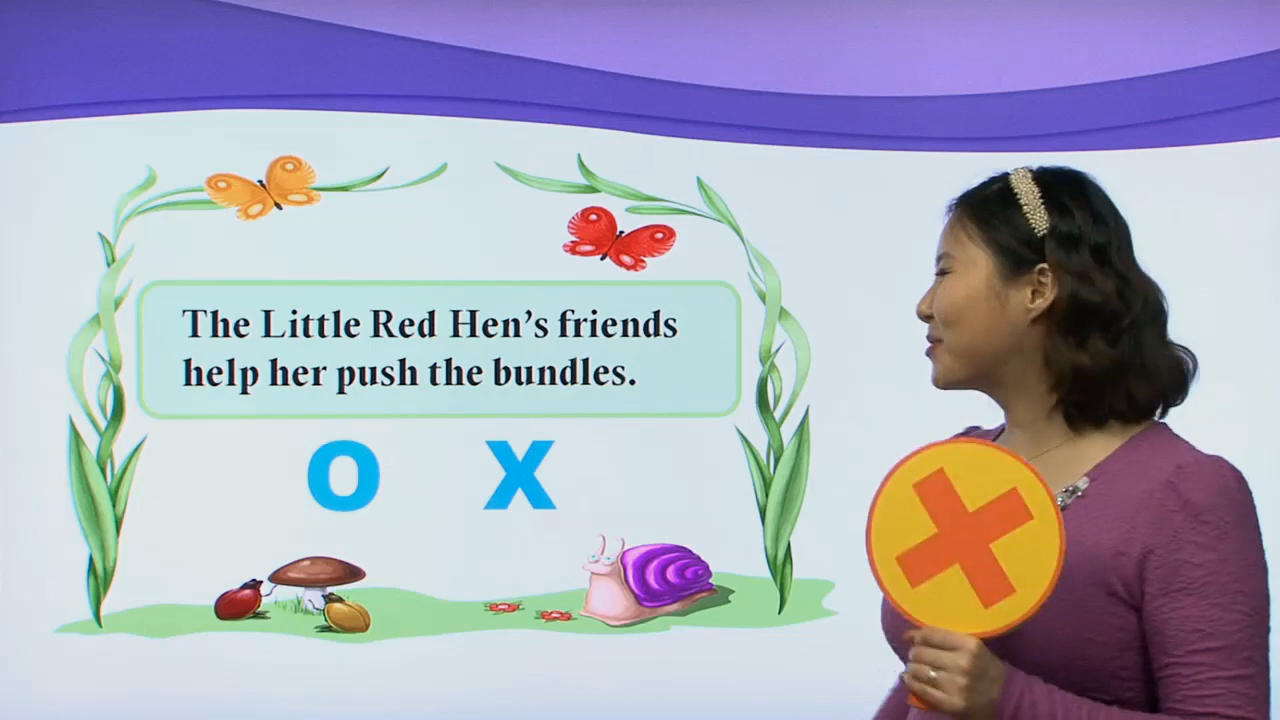 The Little Red Hen's friends
help her push the bundles.
O X